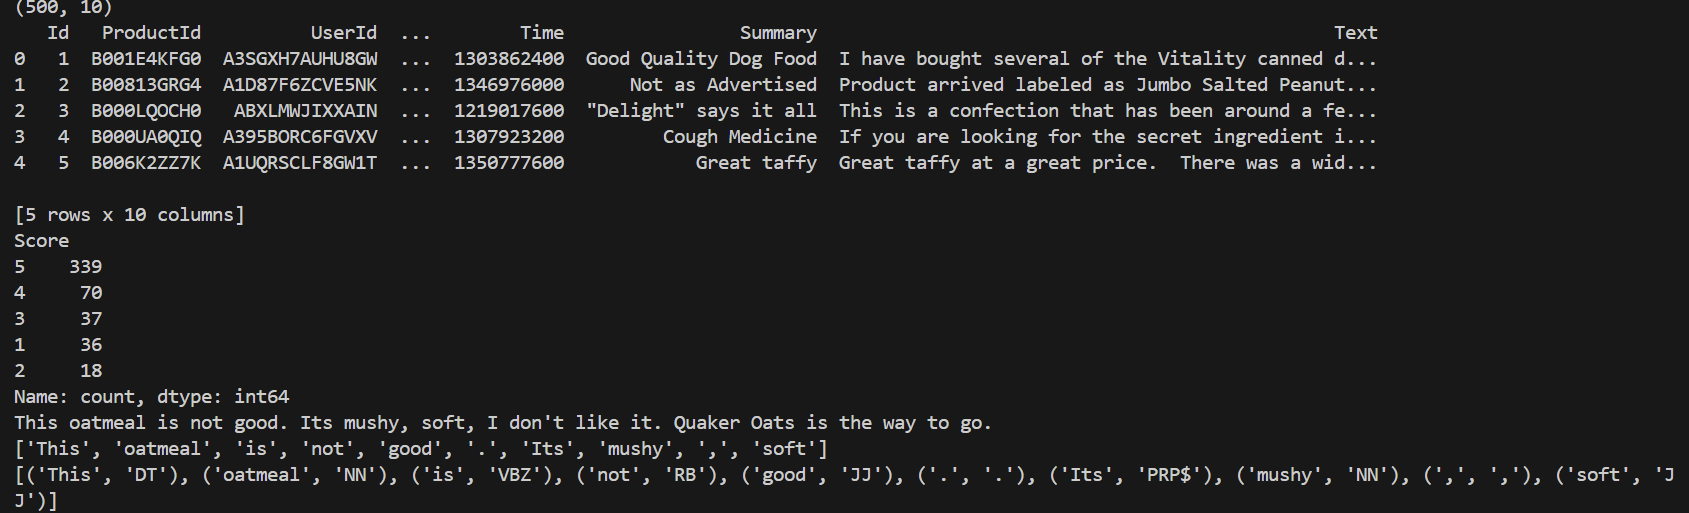 (500, 10)
   Id   ProductId          UserId  ...        Time                Summary                                               Text
0   1  B001E4KFG0  A3SGXH7AUHU8GW  ...  1303862400  Good Quality Dog Food  I have bought several of the Vitality canned d...
1   2  B00813GRG4  A1D87F6ZCVE5NK  ...  1346976000      Not as Advertised  Product arrived labeled as Jumbo Salted Peanut...
2   3  B000LQOCH0   ABXLMWJIXXAIN  ...  1219017600  "Delight" says it all  This is a confection that has been around a fe...
3   4  B000UA0QIQ  A395BORC6FGVXV  ...  1307923200         Cough Medicine  If you are looking for the secret ingredient i...
4   5  B006K2ZZ7K  A1UQRSCLF8GW1T  ...  1350777600            Great taffy  Great taffy at a great price.  There was a wid...
[5 rows x 10 columns]
Score
5    339
4     70
3     37
1     36
2     18
Name: count, dtype: int64
This oatmeal is not good. Its mushy, soft, I don't like it. Quaker Oats is the way to go.
['This', 'oatmeal', 'is', 'not', 'good', '.', 'Its', 'mushy', ',', 'soft']
[('This', 'DT'), ('oatmeal', 'NN'), ('is', 'VBZ'), ('not', 'RB'), ('good', 'JJ'), ('.', '.'), ('Its', 'PRP$'), ('mushy', 'NN'), (',', ','), ('soft', 'J
J')]